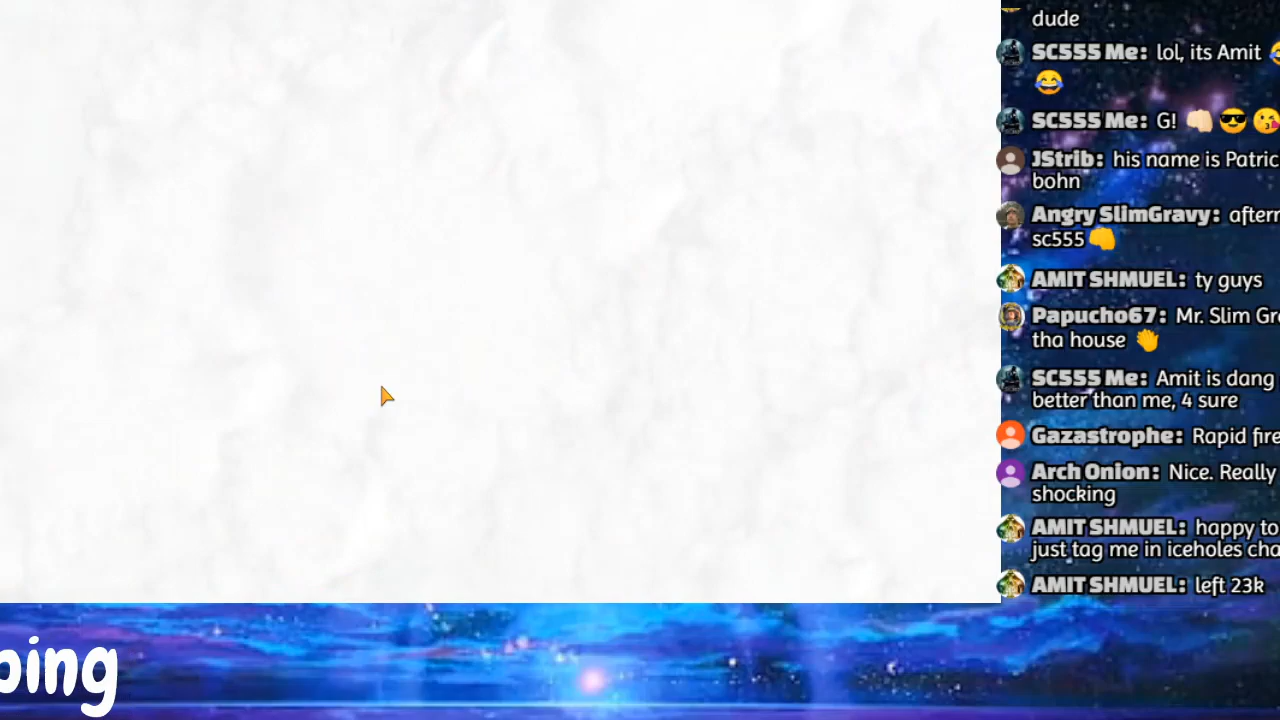 dude
SC555 Me: lol, its Amit 😂
😂
SC555 Me: G! 👊🏻 😎 😘
JStrib: his name is Patric
bohn
Angry SlimGravy: aftern
sc555 👊
AMIT SHMUEL: ty guys
Papucho67: Mr. Slim Gra
tha house 👏
SC555 Me: Amit is dang
better than me, 4 sure
Gazastrophe: Rapid fire
Arch Onion: Nice. Really
shocking
AMIT SHMUEL: happy to
just tag me in iceholes cha
AMIT SHMUEL: left 23k
ping